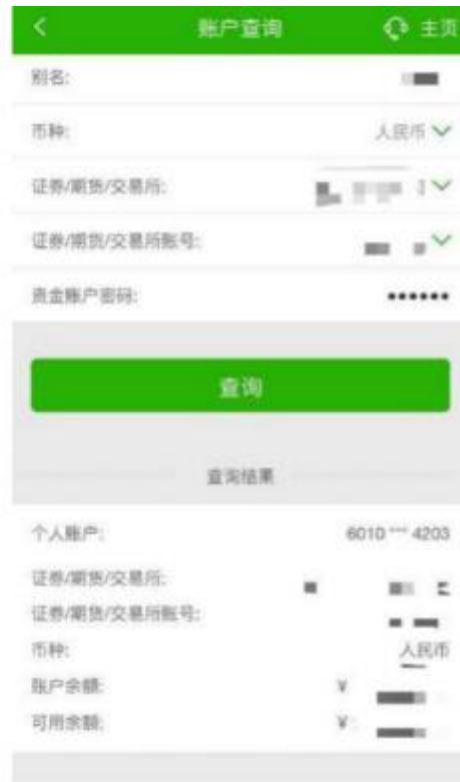 账户查询 主页
别名:
币种: 人民币
证券/期货/交易所:
证券/期货/交易所账号:
资金账户密码: ••••••
查询
查询结果
个人账户: 6010 *** 4203
证券/期货/交易所:
证券/期货/交易所账号:
币种: 人民币
账户余额: ¥
可用余额: ¥